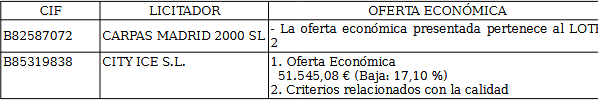 CIF LICITADOR OFERTA ECONÓMICA
B82587072 CARPAS MADRID 2000 SL - La oferta económica presentada pertenece al LOTE
2
B85319838 CITY ICE S.L. 1. Oferta Económica
51.545,08 € (Baja: 17,10 %)
2. Criterios relacionados con la calidad